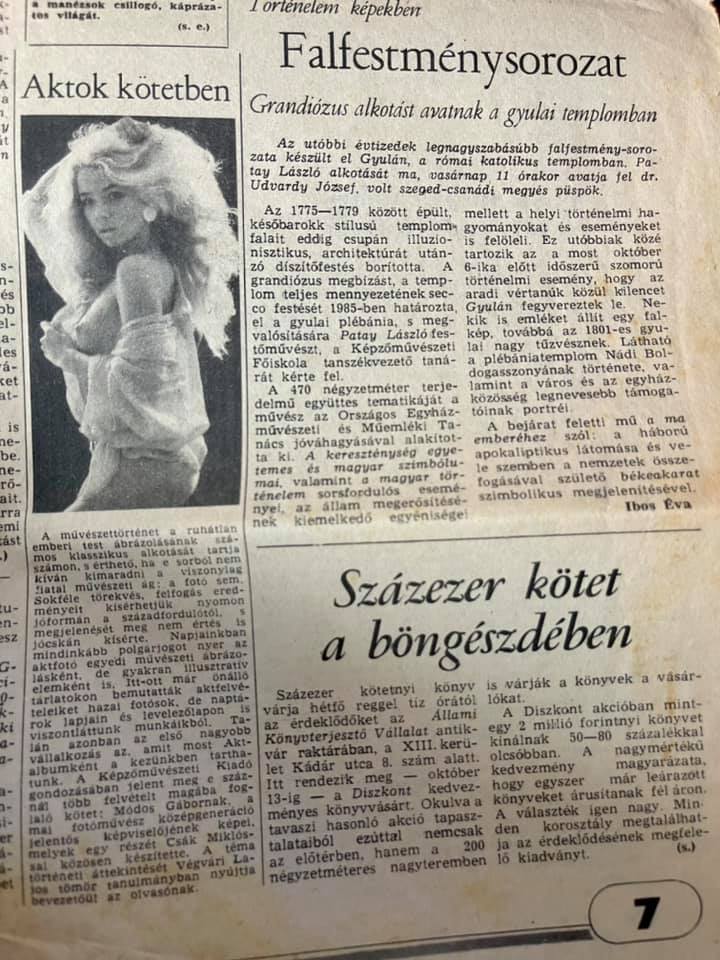 a manézsok csillogó, kápráza-
tos világát.
(s. e.)
Aktok kötetben
A művészettörténet a ruhátlan
emberi test ábrázolásának szá-
mos klasszikus alkotását tartja
számon, s érthető, ha e sorból nem
kíván kimaradni a viszonylag
fiatal művészeti ág: a fotó sem.
Sokféle törekvés, felfogás ered-
ményeit kísérhetjük nyomon
jóformán a századfordulótól, s
megjelenését meg nem értés is
jócskán kísérte. Napjainkban
mindinkább polgárjogot nyer az
aktfotó egyedi művészeti ábrázo-
lásként, de gyakran illusztratív
elemként is. Itt-ott már önálló
tárlatokon bemutatták aktfelvé-
teleiket hazai fotósok, de naptá-
rok lapjain és levelezőlapon is
viszontláttunk munkáikból. Ta-
lán azonban az első nagyobb
vállalkozás az, amit most Akt-
albumként a kezünkben tartha-
tunk. A Képzőművészeti Kiadó
gondozásában jelent meg e száz-
nál több felvételt magába fog-
laló kötet: Módos Gábornak, a
mai fotóművész középgeneráció
jelentős képviselőjének képei,
melyek egy részét Csák Miklós-
sal közösen készítette. A téma
történeti áttekintését Végvári La-
jos tömör tanulmányban nyújtja
bevezetőül az olvasónak.
Történelem képekben
Falfestménysorozat
Grandiózus alkotást avatnak a gyulai templomban
Az utóbbi évtizedek legnagyszabásúbb falfestmény-soro-
zata készült el Gyulán, a római katolikus templomban. Pa-
tay László alkotását ma, vasárnap 11 órakor avatja fel dr.
Udvardy József, volt szeged-csanádi megyés püspök.
Az 1775—1779 között épült,
későbarokk stílusú templom
falait eddig csupán illuzio-
nisztikus, architektúrát után-
zó díszítőfestés borította. A
grandiózus megbízást, a temp-
lom teljes mennyezetének sec-
co festését 1985-ben határozta
el a gyulai plébánia, s meg-
valósítására Patay László fes-
tőművészt, a Képzőművészeti
Főiskola tanszékvezető taná-
rát kérte fel.
A 470 négyzetméter terje-
delmű együttes tematikáját a
művész az Országos Egyház-
művészeti és Műemléki Ta-
nács jóváhagyásával alakítot-
ta ki. A kereszténység egye-
temes és magyar szimbólu-
mai, valamint a magyar tör-
ténelem sorsfordulós esemé-
nyei, az állam megerősítésé-
nek kiemelkedő egyéniségei
mellett a helyi történelmi ha-
gyományokat és eseményeket
is felöleli. Ez utóbbiak közé
tartozik az a most október
6-ika előtt időszerű szomorú
történelmi esemény, hogy az
aradi vértanúk közül kilencet
Gyulán fegyvereztek le. Ne-
kik is emléket állít egy fal-
kép, továbbá az 1801-es gyu-
lai nagy tűzvésznek. Látható
a plébániatemplom Nádi Bol-
dogasszonyának története, va-
lamint a város és az egyház-
község legnevesebb támoga-
tóinak portréi.
A bejárat feletti mű a ma
emberéhez szól: a háború
apokaliptikus látomása és ve-
le szemben a nemzetek össze-
fogásával születő békeakarat
szimbolikus megjelenítésével.
Ibos Éva
Százezer kötet
a böngészdében
Százezer kötetnyi könyv
várja hétfő reggel tíz órától
az érdeklődőket az Állami
Könyvterjesztő Vállalat antik-
vár raktárában, a XIII. kerü-
let Kádár utca 8. szám alatt.
Itt rendezik meg — október
13-ig — a Diszkont kedvez-
ményes könyvvásárt. Okulva a
tavaszi hasonló akció tapasz-
talataiból ezúttal nemcsak
az előtérben, hanem a 200
négyzetméteres nagyteremben
is várják a könyvek a vásár-
lókat.
A Diszkont akcióban mint-
egy 2 millió forintnyi könyvet
kínálnak 50—80 százalékkal
olcsóbban. A nagymértékű
kedvezmény magyarázata,
hogy egyszer már leárazott
könyveket árusítanak fél áron.
A választék igen nagy. Min-
den korosztály megtalálhat-
ja az érdeklődésének megfele-
lő kiadványt.
(s.)
7